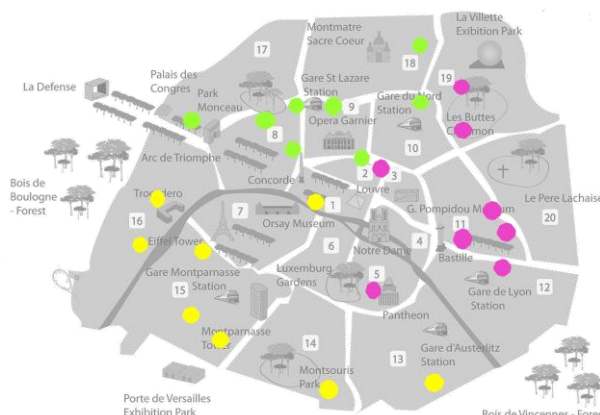 La Villette
Exibition Park
Montmatre
Sacre Coeur
17
18
19
La Defense
Palais des
Congres
Park
Monceau
Gare St Lazare
Station
9
Gare du Nord
Station
Les Buttes
Chaumon
8
Opera Garnier
10
Arc de Triomphe
2
3
Bois de
Boulogne
- Forest
Concorde
Louvre
Le Pere Lachaise
Trocadero
1
G. Pompidou Museum
16
7
Orsay Museum
11
20
4
Eiffel Tower
6
Notre Dame
Bastille
Gare Montparnasse
Station
Luxemburg
Gardens
5
Gare de Lyon
Station
12
15
Pantheon
Montparnasse
Tower
14
13
Gare d'Austerlitz
Station
Montsouris
Park
Porte de Versailles
Exhibition Park
Bois de Vincennes - Forest